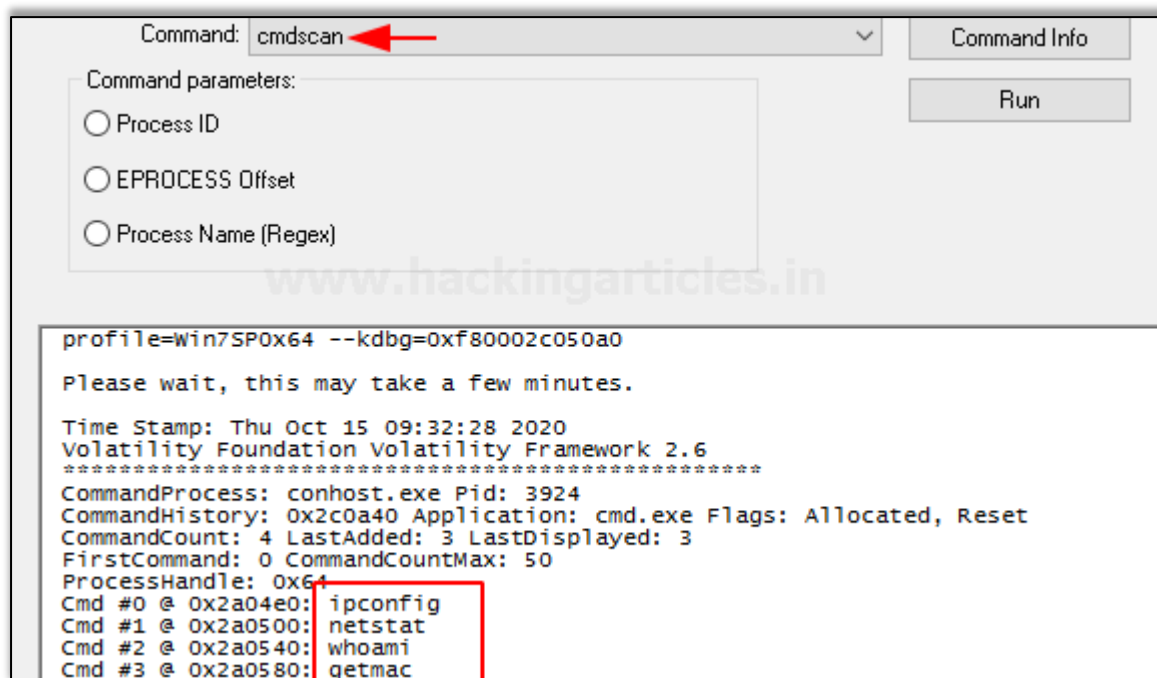 Command: cmdscan Command Info
Command parameters:
Run
Process ID
EPROCESS Offset
Process Name (Regex)
www.hackingarticles.in
profile=Win7SP0x64 --kdbg=0xf80002c050a0
Please wait, this may take a few minutes.
Time Stamp: Thu Oct 15 09:32:28 2020
Volatility Foundation Volatility Framework 2.6
**************************************************
CommandProcess: conhost.exe Pid: 3924
CommandHistory: 0x2c0a40 Application: cmd.exe Flags: Allocated, Reset
CommandCount: 4 LastAdded: 3 LastDisplayed: 3
FirstCommand: 0 CommandCountMax: 50
ProcessHandle: 0x64
Cmd #0 @ 0x2a04e0: ipconfig
Cmd #1 @ 0x2a0500: netstat
Cmd #2 @ 0x2a0540: whoami
Cmd #3 @ 0x2a0580: getmac